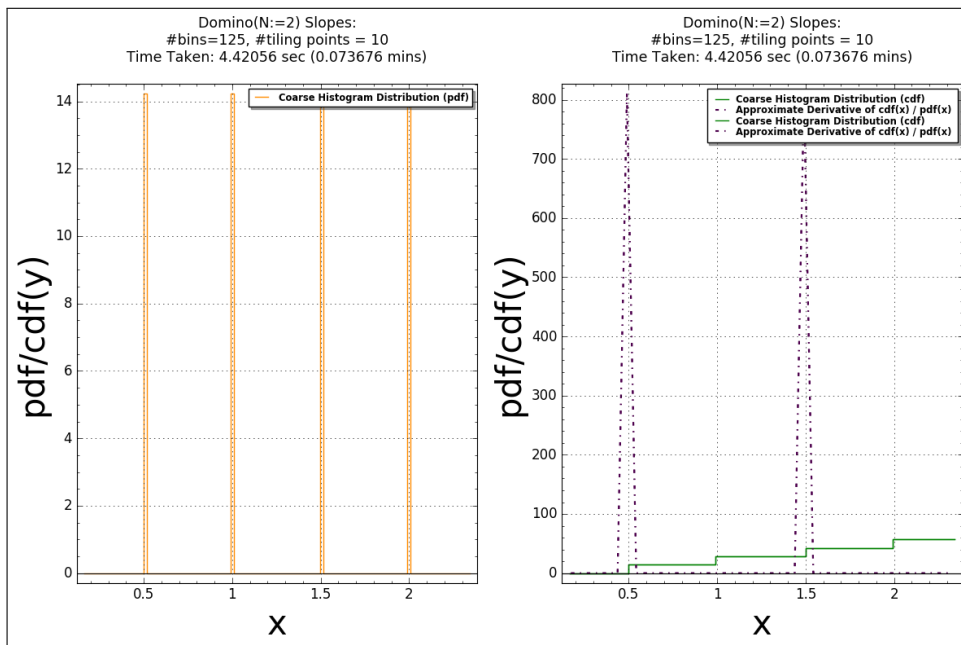 Domino(N:=2) Slopes:
#bins=125, #tiling points = 10
Time Taken: 4.42056 sec (0.073676 mins)
Coarse Histogram Distribution (pdf)
14
12
10
8
6
4
2
0
pdf/cdf(y)
0.5
1
1.5
2
x
Domino(N:=2) Slopes:
#bins=125, #tiling points = 10
Time Taken: 4.42056 sec (0.073676 mins)
Coarse Histogram Distribution (cdf)
Approximate Derivative of cdf(x) / pdf(x)
Coarse Histogram Distribution (cdf)
Approximate Derivative of cdf(x) / pdf(x)
800
700
600
500
400
300
200
100
0
pdf/cdf(y)
0.5
1
1.5
2
x